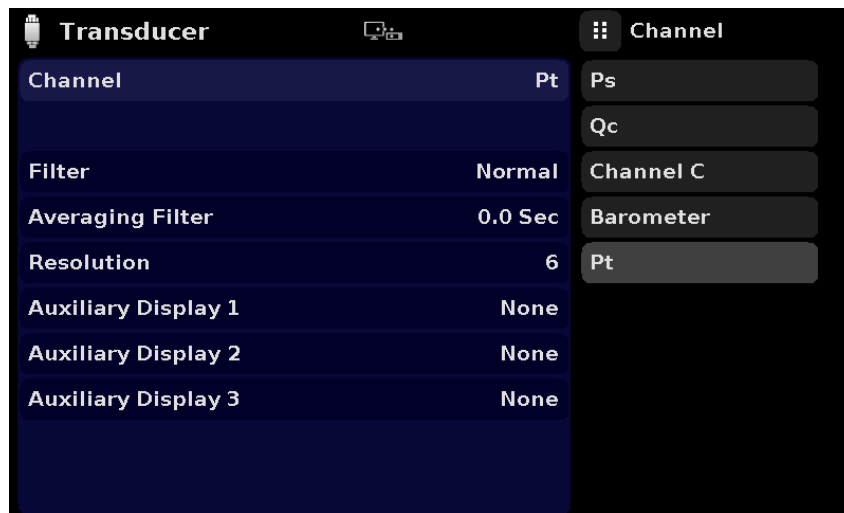 Transducer
Channel Pt
Filter Normal
Averaging Filter 0.0 Sec
Resolution 6
Auxiliary Display 1 None
Auxiliary Display 2 None
Auxiliary Display 3 None
Channel
Ps
Qc
Channel C
Barometer
Pt